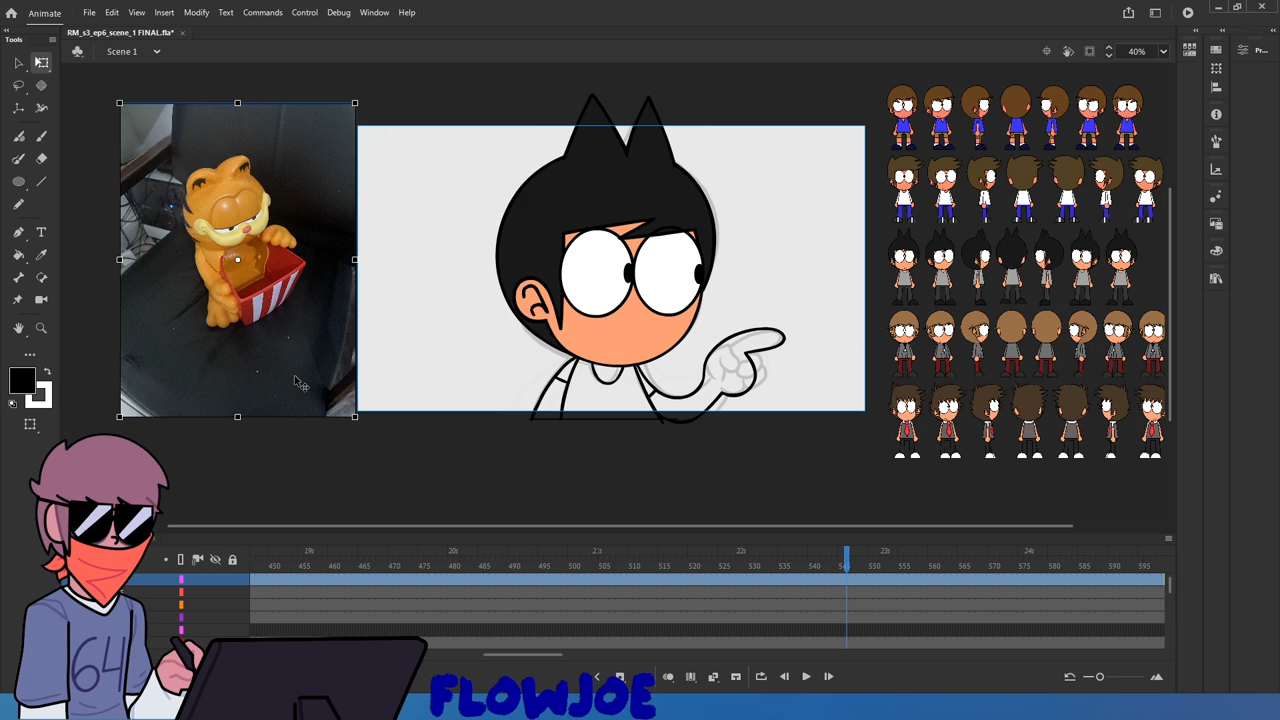 Animate File Edit View Insert Modify Text Commands Control Debug Window Help
Tools RM_s3_ep6_scene_1 FINAL.fla*
Scene 1 40% Pr...
19s 20s 21s 22s 23s 24s
450 455 460 465 470 475 480 485 490 495 500 505 510 515 520 525 530 535 540 550 555 560 565 570 575 580 585 590 595
64
FLOWJOE